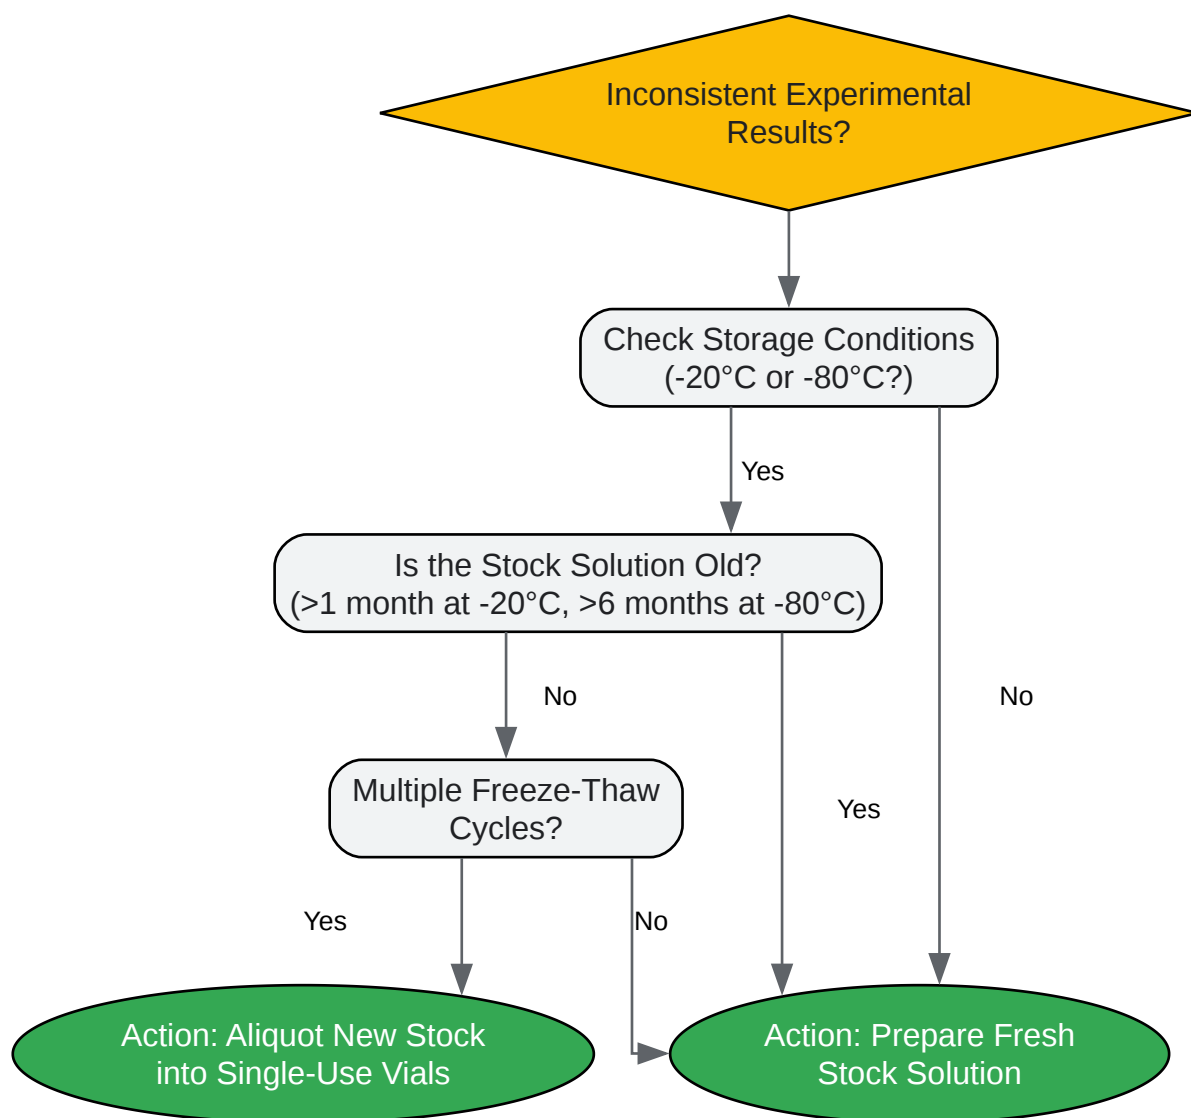 Inconsistent Experimental
Results?
Check Storage Conditions
(-20°C or -80°C?)
Yes
Is the Stock Solution Old?
(>1 month at -20°C, >6 months at -80°C)
No
No
Multiple Freeze-Thaw
Cycles?
Yes
Yes
No
Action: Aliquot New Stock
into Single-Use Vials
Action: Prepare Fresh
Stock Solution